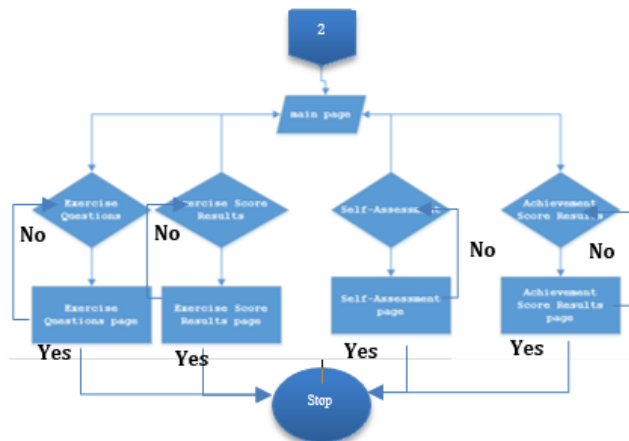 2
main page
Exercise
Questions
Exercise Score
Results
Self-Assessment
Achievement
Score Results
No
No
No
No
Exercise
Questions page
Exercise Score
Results page
Self-Assessment
page
Achievement
Score Results
page
Yes
Yes
Yes
Yes
Stop